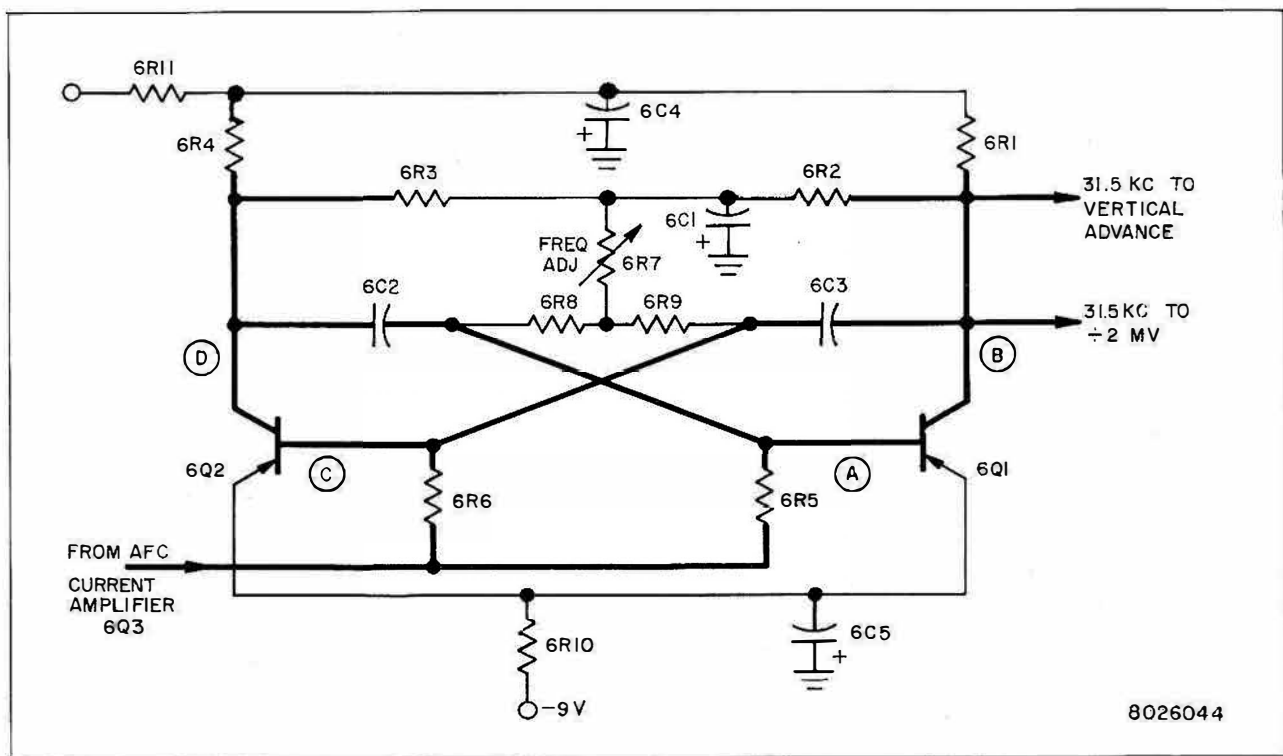 6R11
6C4
+
6R4
6R1
6R3
6R2
31.5 KC TO
VERTICAL
ADVANCE
6C1
+
FREQ
ADJ
6R7
6C2
6R8
6R9
6C3
31.5 KC TO
÷2 MV
D
B
6Q2
C
A
6Q1
6R6
6R5
FROM AFC
CURRENT
AMPLIFIER
6Q3
6R10
6C5
+
-9V
8026044